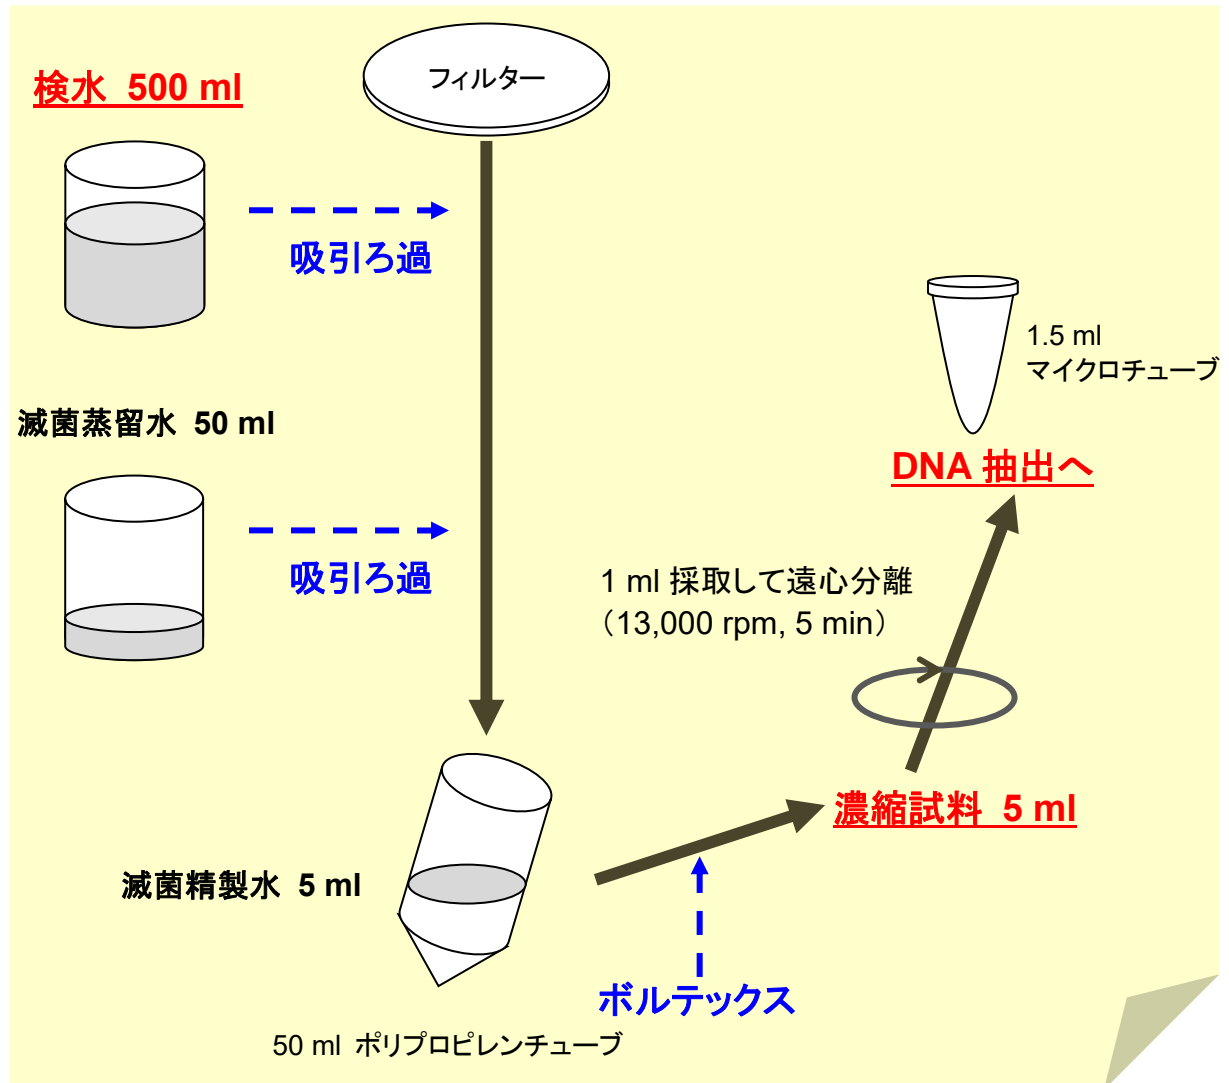 フィルター
検水 500 ml
吸引ろ過
滅菌蒸留水 50 ml
吸引ろ過
1.5 ml
マイクロチューブ
DNA 抽出へ
1 ml 採取して遠心分離
（13,000 rpm, 5 min）
濃縮試料 5 ml
滅菌精製水 5 ml
ボルテックス
50 ml ポリプロピレンチューブ